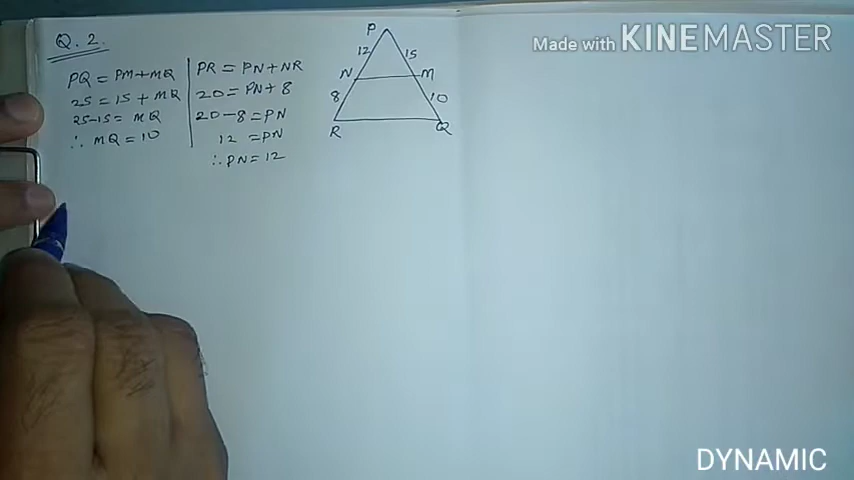 Q. 2.
PQ = PM + MQ
25 = 15 + MQ
25 - 15 = MQ
∴ MQ = 10
PR = PN + NR
20 = PN + 8
20 - 8 = PN
12 = PN
∴ PN = 12
P
12
15
N
M
8
10
R
Q
Made with KINEMASTER
DYNAMIC